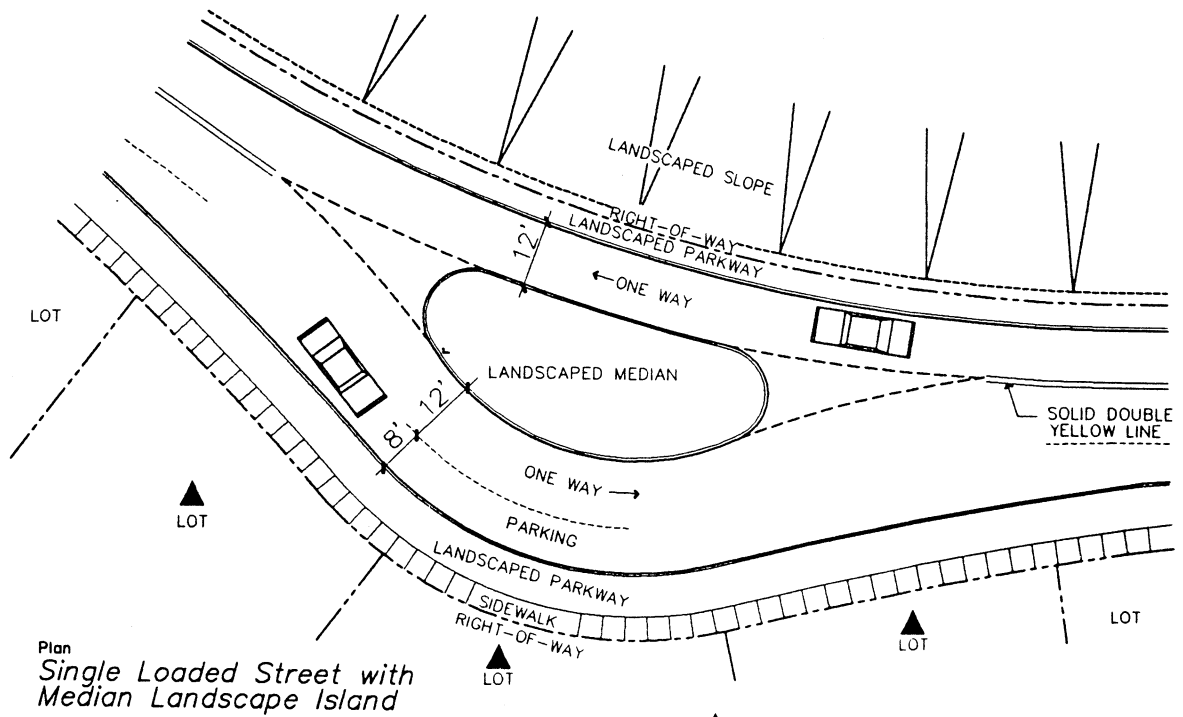 LANDSCAPED SLOPE
RIGHT-OF-WAY
LANDSCAPED PARKWAY
12'
←ONE WAY
LOT
LANDSCAPED MEDIAN
12'
8'
SOLID DOUBLE
YELLOW LINE
ONE WAY→
PARKING
LOT
LANDSCAPED PARKWAY
SIDEWALK
RIGHT-OF-WAY
LOT
LOT
LOT
Plan
Single Loaded Street with
Median Landscape Island